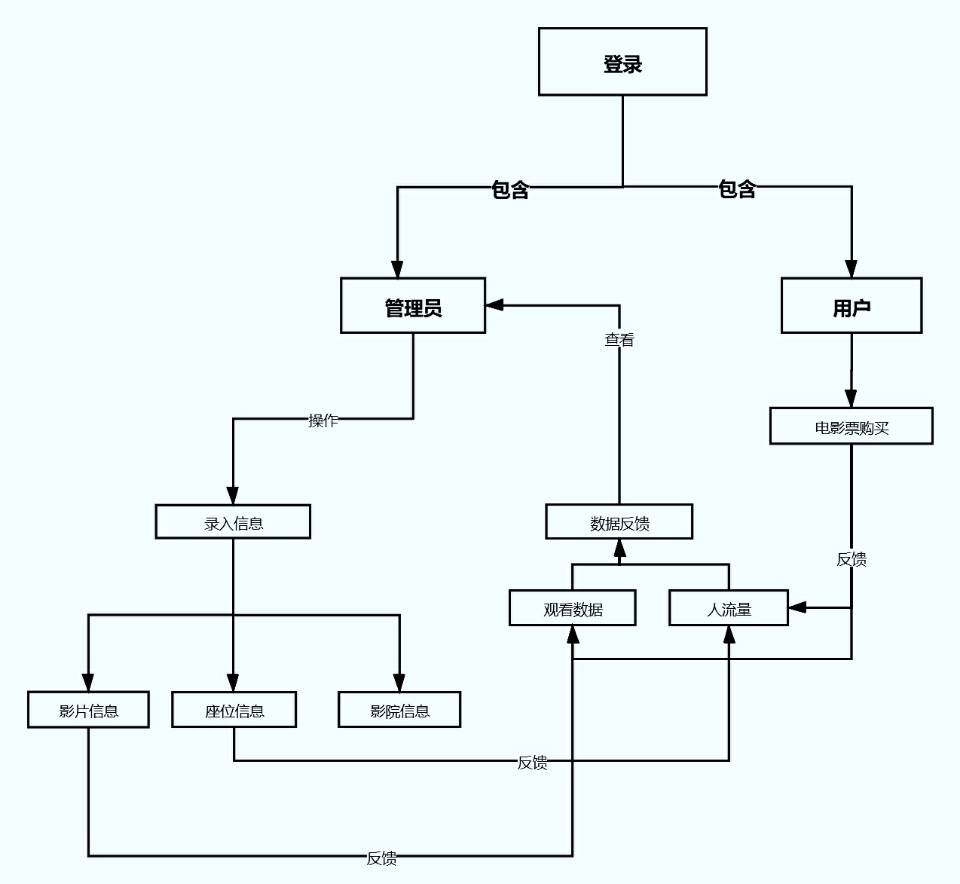 登录
包含
包含
管理员
用户
查看
操作
电影票购买
录入信息
数据反馈
反馈
观看数据
人流量
影片信息
座位信息
影院信息
反馈
反馈